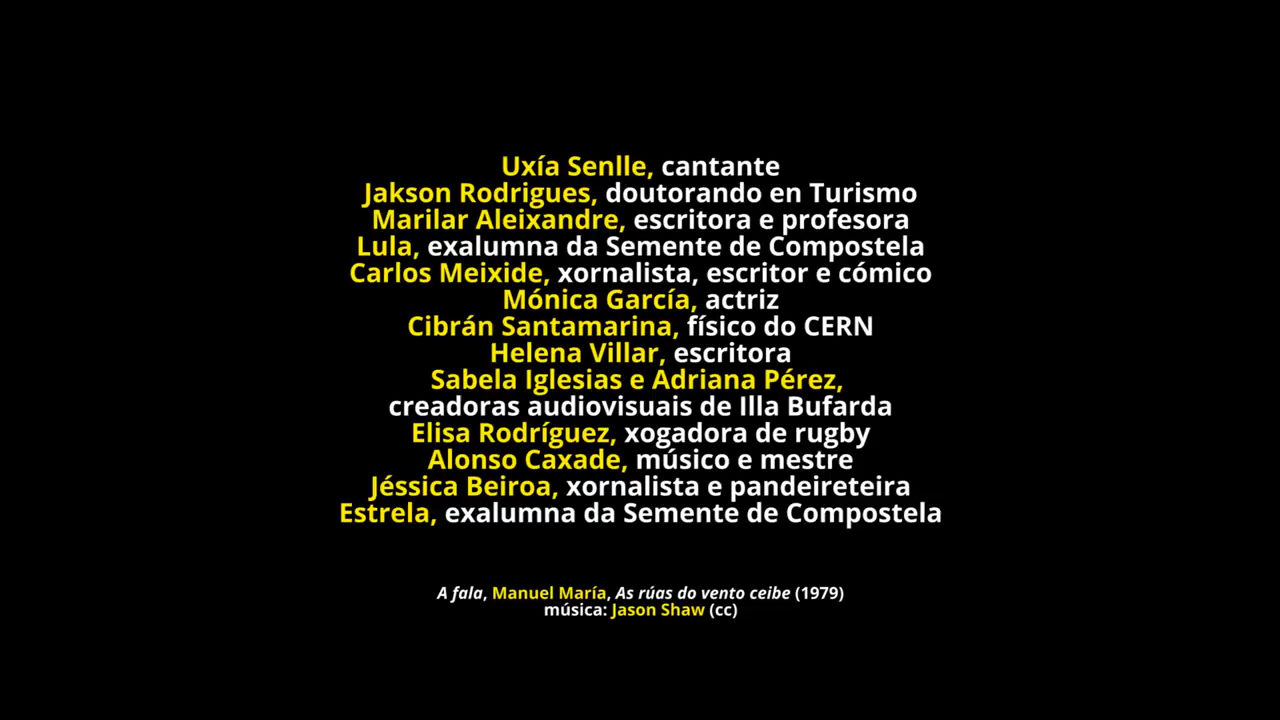 Uxía Senlle, cantante
Jakson Rodrigues, doutorando en Turismo
Marilar Aleixandre, escritora e profesora
Lula, exalumna da Semente de Compostela
Carlos Meixide, xornalista, escritor e cómico
Mónica García, actriz
Cibrán Santamarina, físico do CERN
Helena Villar, escritora
Sabela Iglesias e Adriana Pérez,
creadoras audiovisuais de Illa Bufarda
Elisa Rodríguez, xogadora de rugby
Alonso Caxade, músico e mestre
Jéssica Beiroa, xornalista e pandeireteira
Estrela, exalumna da Semente de Compostela
A fala, Manuel María, As rúas do vento ceibe (1979)
música: Jason Shaw (cc)